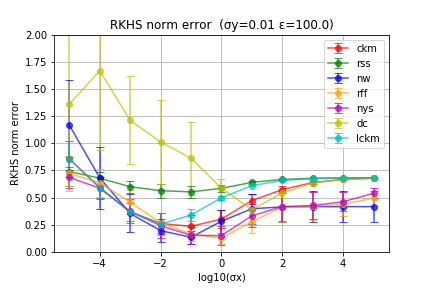 RKHS norm error  (σy=0.01 ε=100.0)
2.00
1.75
1.50
1.25
1.00
0.75
0.50
0.25
0.00
RKHS norm error
ckm
rss
nw
rff
nys
dc
lckm
−4
−2
0
2
4
log10(σx)